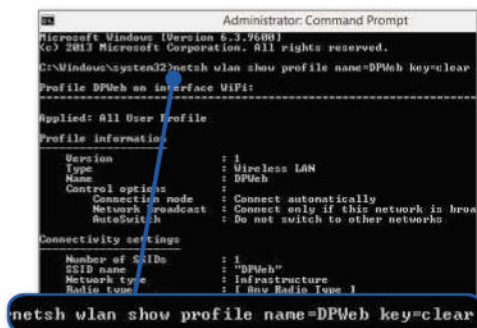 Administrator: Command Prompt
Microsoft Windows [Version 6.3.9600]
(c) 2013 Microsoft Corporation. All rights reserved.
C:\Windows\system32>netsh wlan show profile name=DPWeb key=clear
Profile DPWeb on interface WiFi:
Applied: All User Profile
Profile information
Version : 1
Type : Wireless LAN
Name : DPWeb
Control options :
Connection mode : Connect automatically
Network broadcast : Connect only if this network is broa
AutoSwitch : Do not switch to other networks
Connectivity settings
Number of SSIDs : 1
SSID name : "DPWeb"
Network type : Infrastructure
Radio type : [ Any Radio Type ]
netsh wlan show profile name=DPWeb key=clear